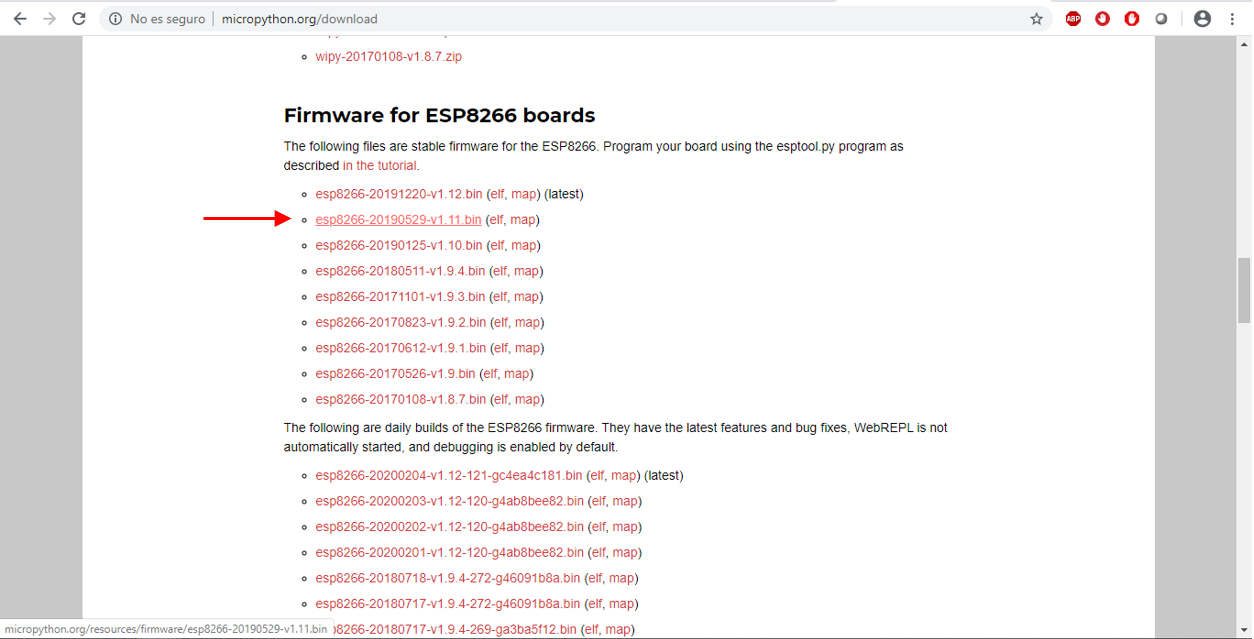 No es seguro | micropython.org/download
ABP
wipy-20170108-v1.8.7.zip
Firmware for ESP8266 boards
The following files are stable firmware for the ESP8266. Program your board using the esptool.py program as
described in the tutorial.
esp8266-20191220-v1.12.bin (elf, map) (latest)
esp8266-20190529-v1.11.bin (elf, map)
esp8266-20190125-v1.10.bin (elf, map)
esp8266-20180511-v1.9.4.bin (elf, map)
esp8266-20171101-v1.9.3.bin (elf, map)
esp8266-20170823-v1.9.2.bin (elf, map)
esp8266-20170612-v1.9.1.bin (elf, map)
esp8266-20170526-v1.9.bin (elf, map)
esp8266-20170108-v1.8.7.bin (elf, map)
The following are daily builds of the ESP8266 firmware. They have the latest features and bug fixes, WebREPL is not
automatically started, and debugging is enabled by default.
esp8266-20200204-v1.12-121-gc4ea4c181.bin (elf, map) (latest)
esp8266-20200203-v1.12-120-g4ab8bee82.bin (elf, map)
esp8266-20200202-v1.12-120-g4ab8bee82.bin (elf, map)
esp8266-20200201-v1.12-120-g4ab8bee82.bin (elf, map)
esp8266-20180718-v1.9.4-272-g46091b8a.bin (elf, map)
esp8266-20180717-v1.9.4-272-g46091b8a.bin (elf, map)
p8266-20180717-v1.9.4-269-ga3ba5f12.bin (elf, map)
micropython.org/resources/firmware/esp8266-20190529-v1.11.bin